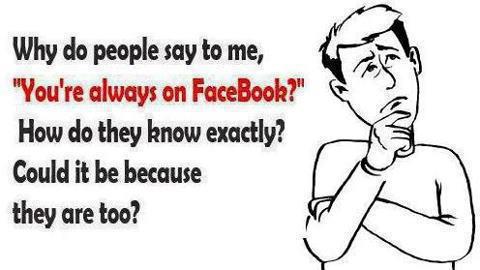 Why do people say to me,
"You're always on FaceBook?"
How do they know exactly?
Could it be because
they are too?